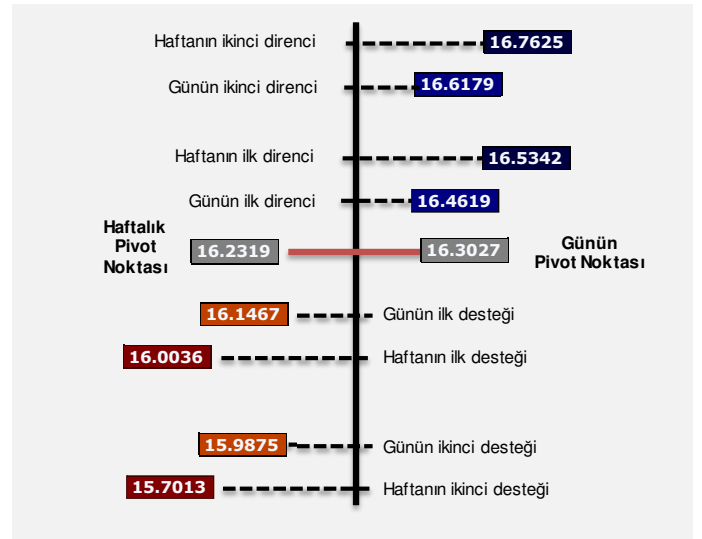 Haftanın ikinci direnci 16.7625
Günün ikinci direnci 16.6179
Haftanın ilk direnci 16.5342
Günün ilk direnci 16.4619
Haftalık
Pivot
Noktası
16.2319 16.3027
Günün
Pivot Noktası
16.1467 Günün ilk desteği
16.0036 Haftanın ilk desteği
15.9875 Günün ikinci desteği
15.7013 Haftanın ikinci desteği